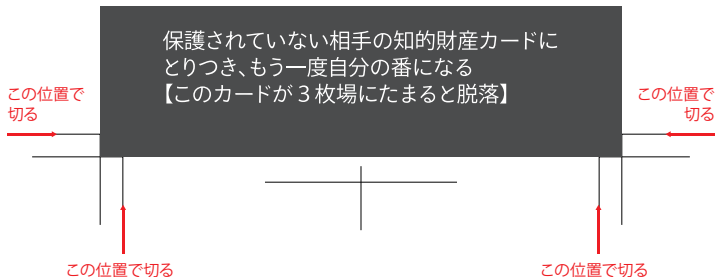 保護されていない相手の知的財産カードに
とりつき、もう一度自分の番になる
【このカードが３枚場にたまると脱落】
この位置で
切る
この位置で
切る
この位置で切る
この位置で切る